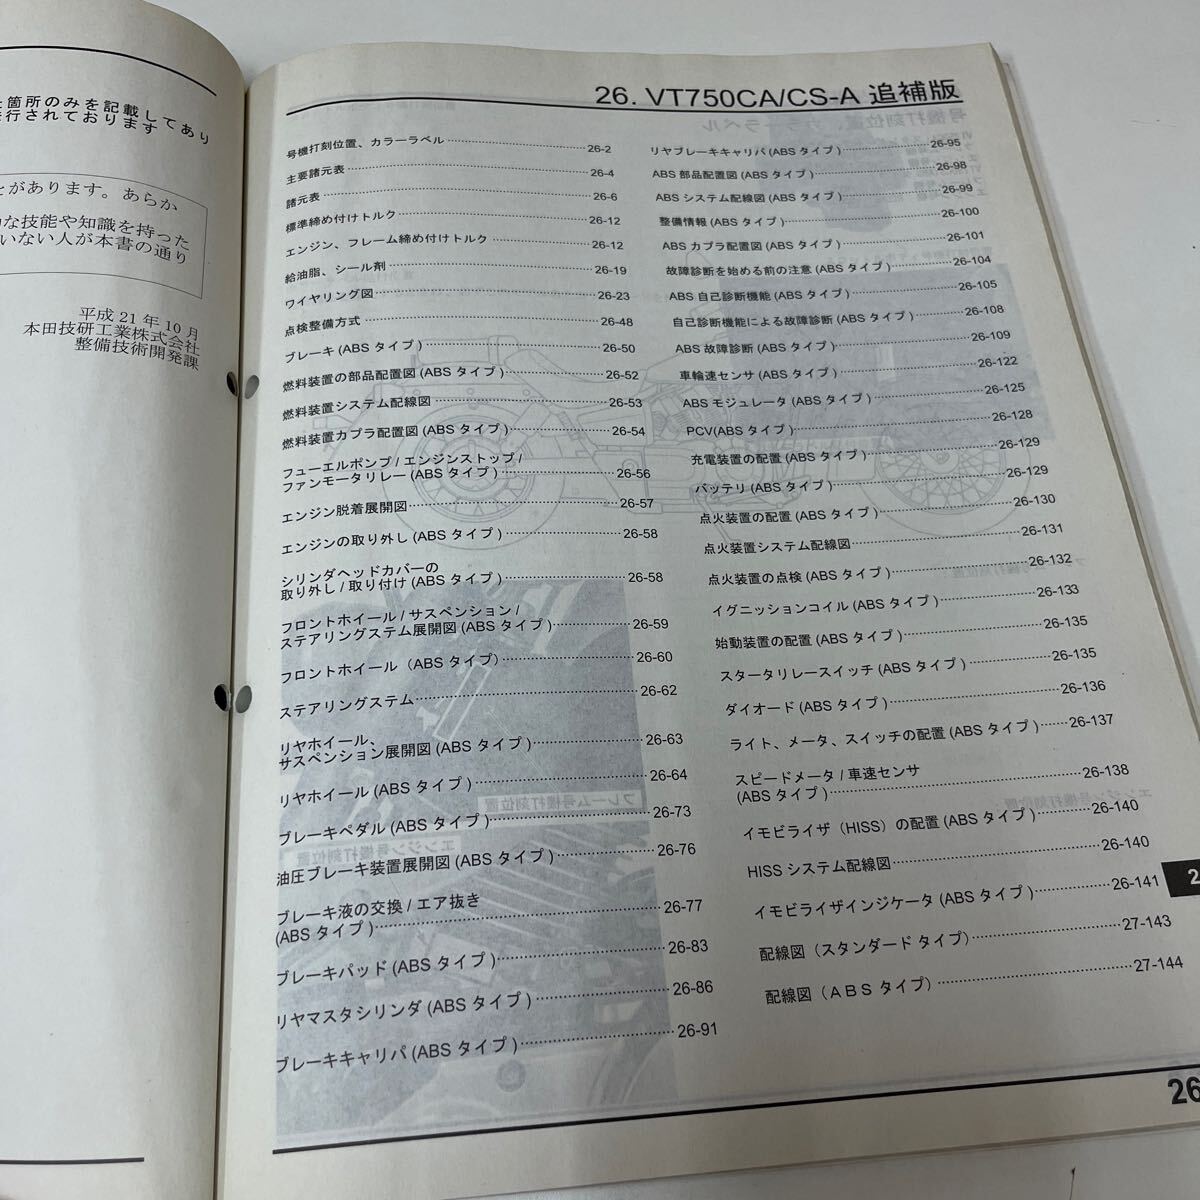 箇所のみを記載してあり
行されております
とがあります。あらか
な技能や知識を持った
いない人が本書の通り
平成 21 年 10 月
本田技研工業株式会社
整備技術開発課
26. VT750CA/CS-A 追補版
号機打刻位置、カラーラベル 26-2
主要諸元表 26-4
諸元表 26-6
標準締め付けトルク 26-12
エンジン、フレーム締め付けトルク 26-12
給油脂、シール剤 26-19
ワイヤリング図 26-23
点検整備方式 26-48
ブレーキ (ABS タイプ) 26-50
燃料装置の部品配置図 (ABS タイプ) 26-52
燃料装置システム配線図 26-53
燃料装置カプラ配置図 (ABS タイプ) 26-54
フューエルポンプ / エンジンストップ /
ファンモータリレー (ABS タイプ) 26-56
エンジン脱着展開図 26-57
エンジンの取り外し (ABS タイプ) 26-58
シリンダヘッドカバーの
取り外し / 取り付け (ABS タイプ) 26-58
フロントホイール / サスペンション /
ステアリングステム展開図 (ABS タイプ) 26-59
フロントホイール（ABS タイプ） 26-60
ステアリングステム 26-62
リヤホイール、
サスペンション展開図 (ABS タイプ) 26-63
リヤホイール (ABS タイプ) 26-64
ブレーキペダル (ABS タイプ) 26-73
油圧ブレーキ装置展開図 (ABS タイプ) 26-76
ブレーキ液の交換 / エア抜き
(ABS タイプ) 26-77
ブレーキパッド (ABS タイプ) 26-83
リヤマスタシリンダ (ABS タイプ) 26-86
ブレーキキャリパ (ABS タイプ) 26-91
リヤブレーキキャリパ (ABS タイプ) 26-95
ABS 部品配置図 (ABS タイプ) 26-98
ABS システム配線図 (ABS タイプ) 26-99
整備情報 (ABS タイプ) 26-100
ABS カプラ配置図 (ABS タイプ) 26-101
故障診断を始める前の注意 (ABS タイプ) 26-104
ABS 自己診断機能 (ABS タイプ) 26-105
自己診断機能による故障診断 (ABS タイプ) 26-108
ABS 故障診断 (ABS タイプ) 26-109
車輪速センサ (ABS タイプ) 26-122
ABS モジュレータ (ABS タイプ) 26-125
PCV(ABS タイプ) 26-128
充電装置の配置 (ABS タイプ) 26-129
バッテリ (ABS タイプ) 26-129
点火装置の配置 (ABS タイプ) 26-130
点火装置システム配線図 26-131
点火装置の点検 (ABS タイプ) 26-132
イグニッションコイル (ABS タイプ) 26-133
始動装置の配置 (ABS タイプ) 26-135
スタータリレースイッチ (ABS タイプ) 26-135
ダイオード (ABS タイプ) 26-136
ライト、メータ、スイッチの配置 (ABS タイプ) 26-137
スピードメータ / 車速センサ
(ABS タイプ) 26-138
イモビライザ（HISS）の配置 (ABS タイプ) 26-140
HISS システム配線図 26-140
イモビライザインジケータ (ABS タイプ) 26-141
配線図（スタンダード タイプ） 27-143
配線図（ＡＢＳ タイプ） 27-144
2
26